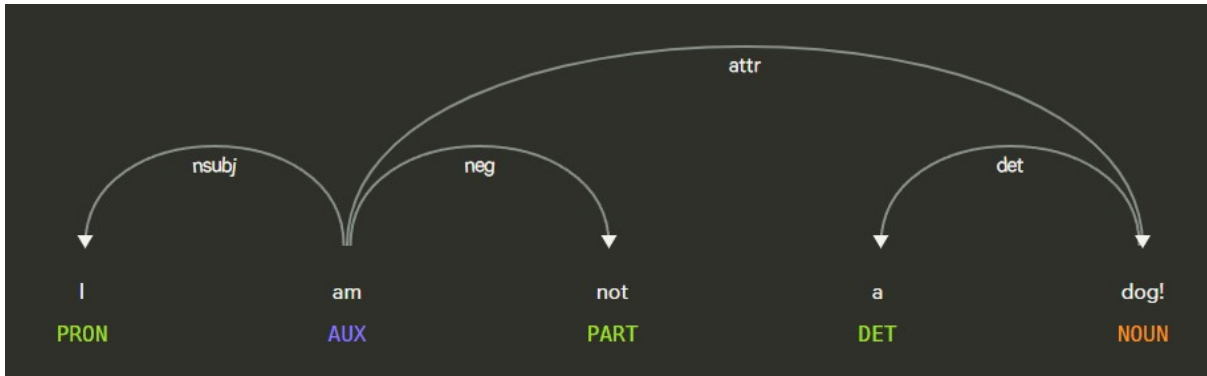 attr
nsubj neg det
I am not a dog!
PRON AUX PART DET NOUN